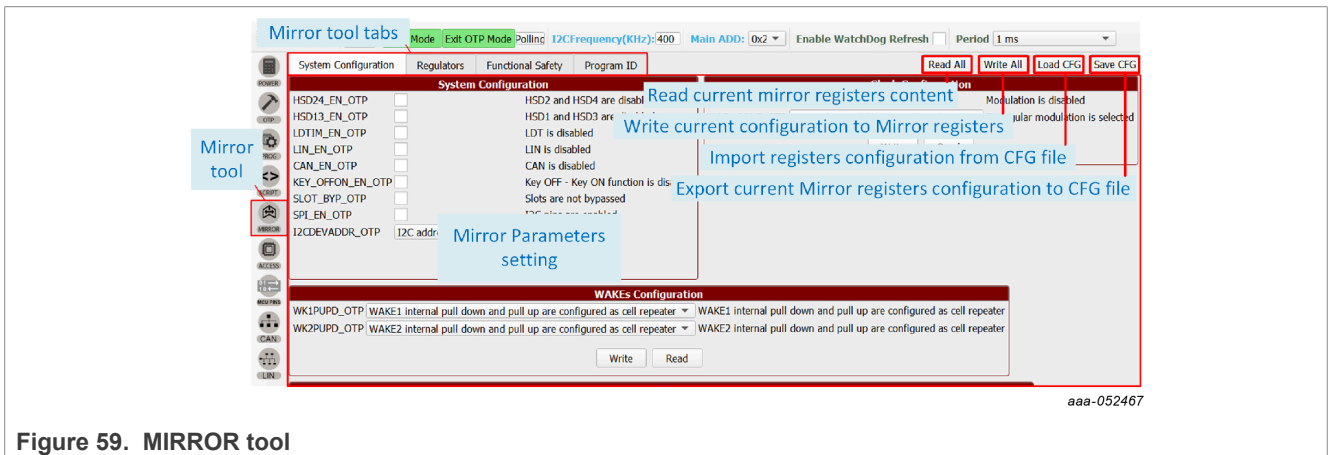 Mirror tool tabs
Mode Exit OTP Mode Polling I2CFrequency(KHz): 400 Main ADD: 0x2 Enable WatchDog Refresh Period 1 ms
System Configuration Regulators Functional Safety Program ID Read All Write All Load CFG Save CFG
POWER
OTP
PROG
SCRIPT
MIRROR
ACCESS
MCU PINS
CAN
LIN
Mirror
tool
System Configuration
HSD24_EN_OTP HSD2 and HSD4 are disabl
HSD13_EN_OTP HSD1 and HSD3 are
LDTIM_EN_OTP LDT is disabled
LIN_EN_OTP LIN is disabled
CAN_EN_OTP CAN is disabled
KEY_OFFON_EN_OTP Key OFF - Key ON function is dis
SLOT_BYP_OTP Slots are not bypassed
SPI_EN_OTP
I2CDEVADDR_OTP I2C addr
Mirror Parameters
setting
Modulation is disabled
modulation is selected
Read current mirror registers content
Write current configuration to Mirror registers
Import registers configuration from CFG file
Export current Mirror registers configuration to CFG file
WAKEs Configuration
WK1PUPD_OTP WAKE1 internal pull down and pull up are configured as cell repeater WAKE1 internal pull down and pull up are configured as cell repeater
WK2PUPD_OTP WAKE2 internal pull down and pull up are configured as cell repeater WAKE2 internal pull down and pull up are configured as cell repeater
Write Read
aaa-052467
Figure 59. MIRROR tool